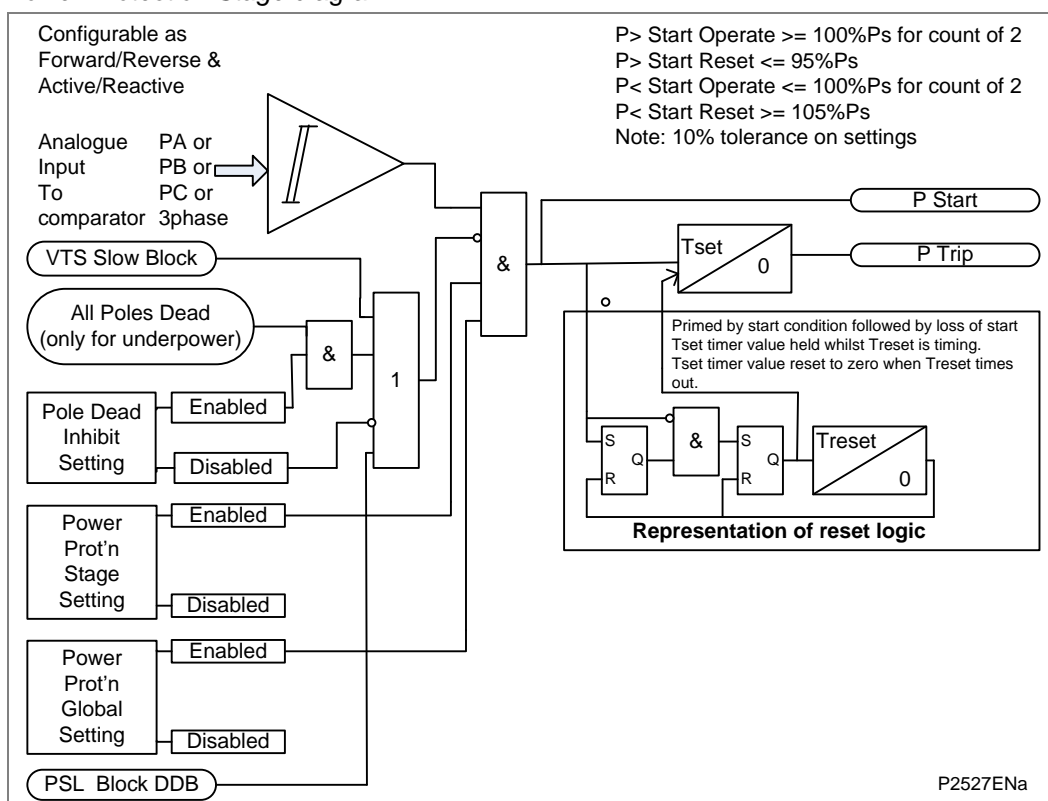 Configurable as
Forward/Reverse &
Active/Reactive
P> Start Operate >= 100%Ps for count of 2
P> Start Reset <= 95%Ps
P< Start Operate <= 100%Ps for count of 2
P< Start Reset >= 105%Ps
Note: 10% tolerance on settings
Analogue
Input
To
comparator
PA or
PB or
PC or
3phase
VTS Slow Block
All Poles Dead
(only for underpower)
&
1
&
Pole Dead
Inhibit
Setting
Enabled
Disabled
Power
Prot'n
Stage
Setting
Enabled
Disabled
Power
Prot'n
Global
Setting
Enabled
Disabled
PSL Block DDB
Tset
0
P Start
P Trip
Primed by start condition followed by loss of start
Tset timer value held whilst Treset is timing.
Tset timer value reset to zero when Treset times
out.
S
Q
R
&
S
Q
R
Treset
0
Representation of reset logic
P2527ENa